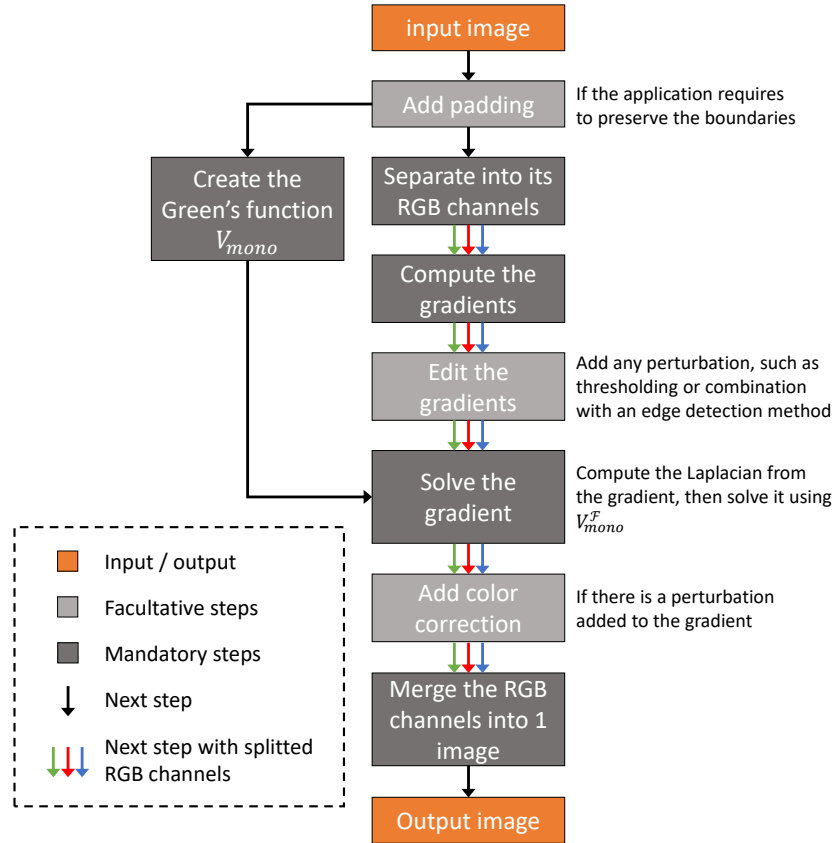 input image
Add padding
If the application requires
to preserve the boundaries
Create the
Green's function
V_mono
Separate into its
RGB channels
Compute the
gradients
Edit the
gradients
Add any perturbation, such as
thresholding or combination
with an edge detection method
Solve the
gradient
Compute the Laplacian from
the gradient, then solve it using
V_mono^ℱ
Add color
correction
If there is a perturbation
added to the gradient
Merge the RGB
channels into 1
image
Output image
Input / output
Facultative steps
Mandatory steps
Next step
Next step with splitted
RGB channels